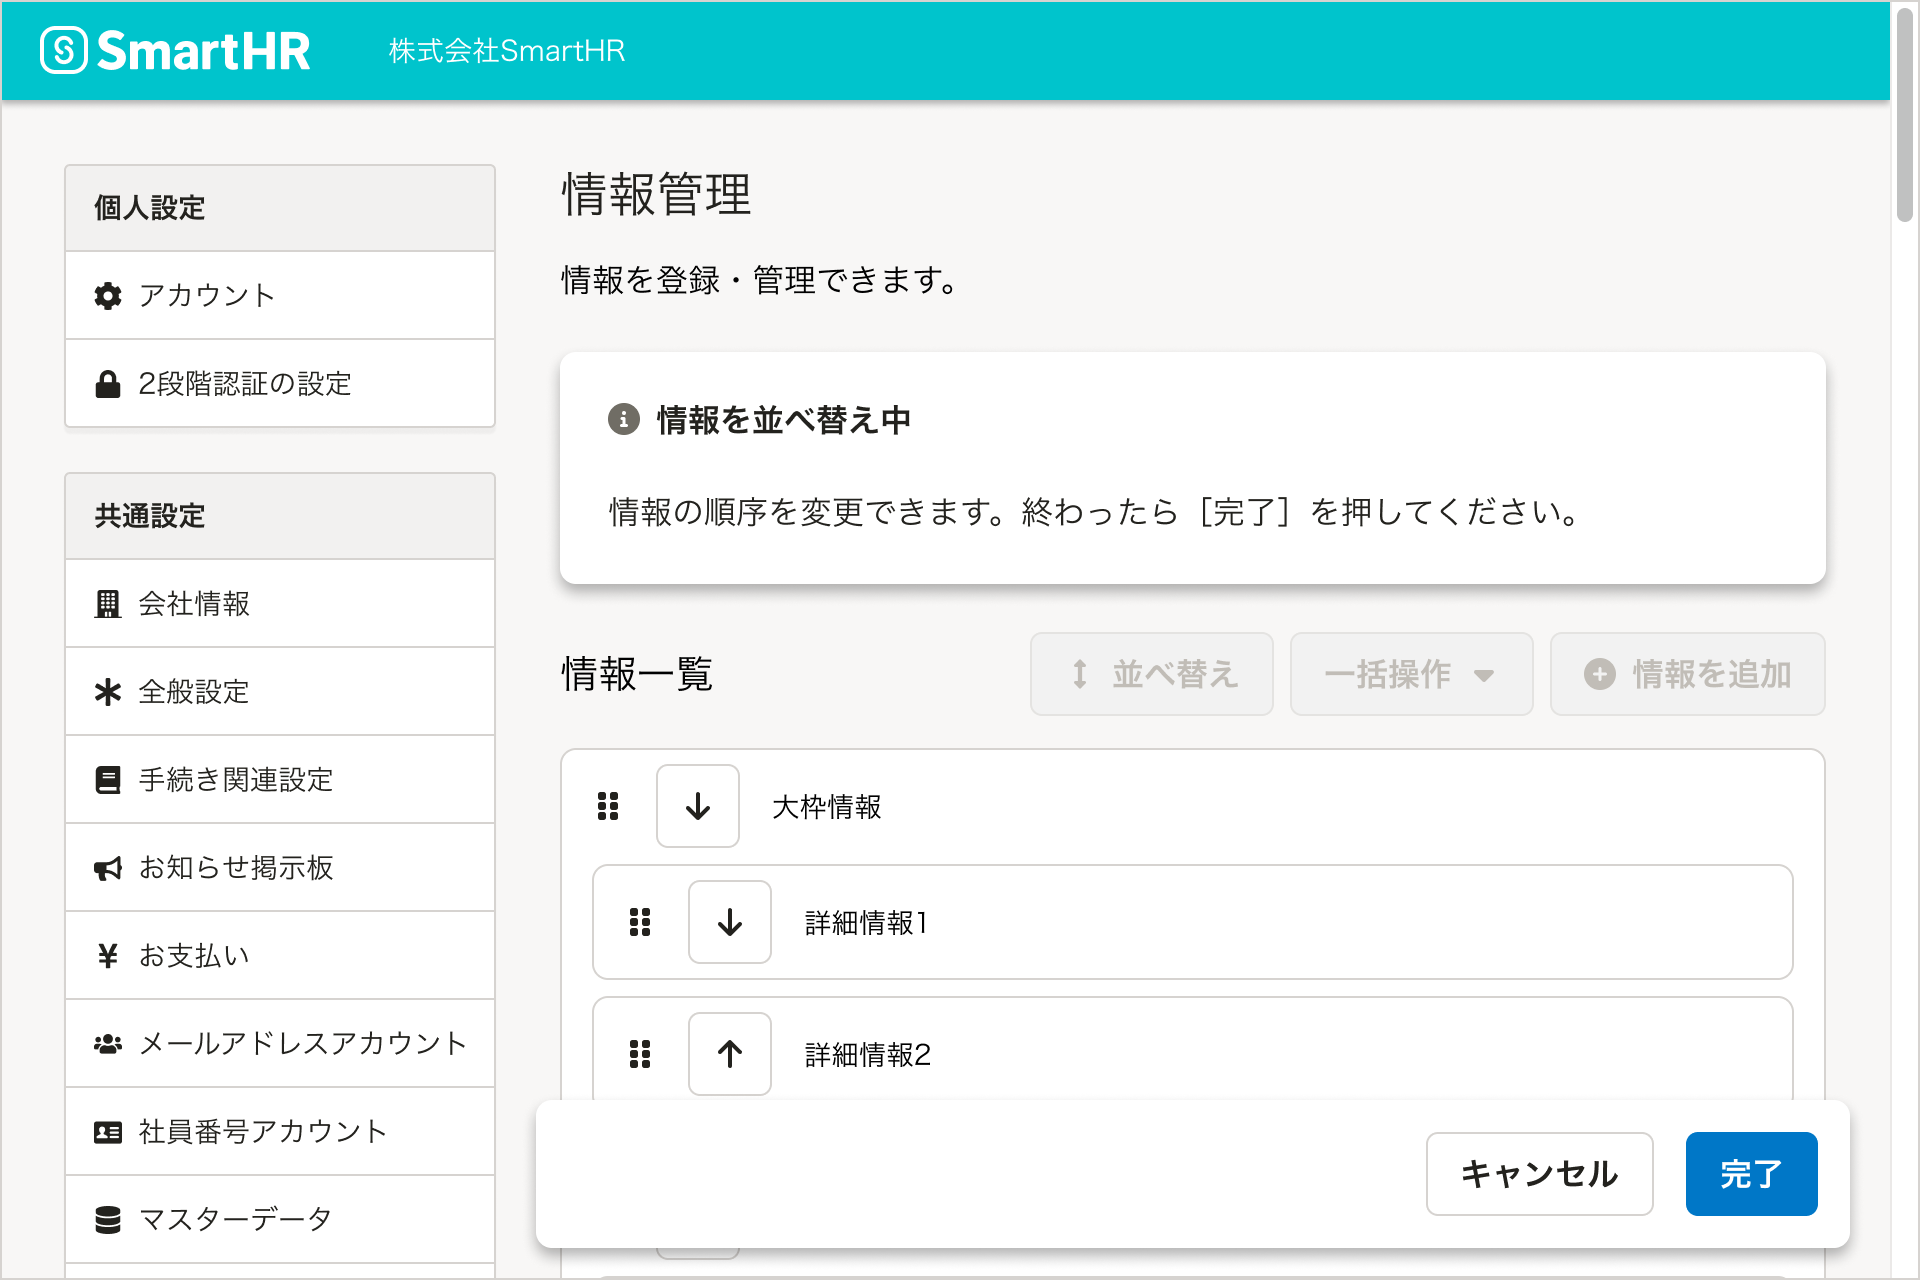 SmartHR
株式会社SmartHR
個人設定
アカウント
2段階認証の設定
共通設定
会社情報
全般設定
手続き関連設定
お知らせ掲示板
お支払い
メールアドレスアカウント
社員番号アカウント
マスターデータ
情報管理
情報を登録・管理できます。
情報を並べ替え中
情報の順序を変更できます。終わったら［完了］を押してください。
情報一覧
並べ替え
一括操作
情報を追加
大枠情報
詳細情報1
詳細情報2
キャンセル
完了